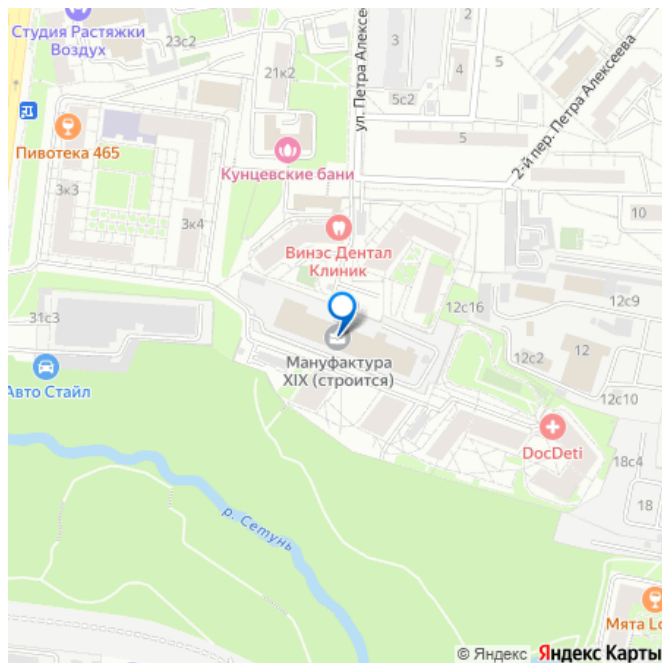 Студия Растяжки
Воздух
23с2
21к2
Пивотека 465
Кунцевские бани
ул. Петра Алексеева
3
2
4
5
5с2
5
2-й пер. Петра Алексеева
3к3
3к4
10
Винэс Дентал
Клиник
12с16
12с9
31с3
12с2
12
Мануфактура
XIX (строится)
Авто Стайл
12с10
DocDeti
18с4
18
р. Сетунь
Мята Lo
© Яндекс Яндекс Карты